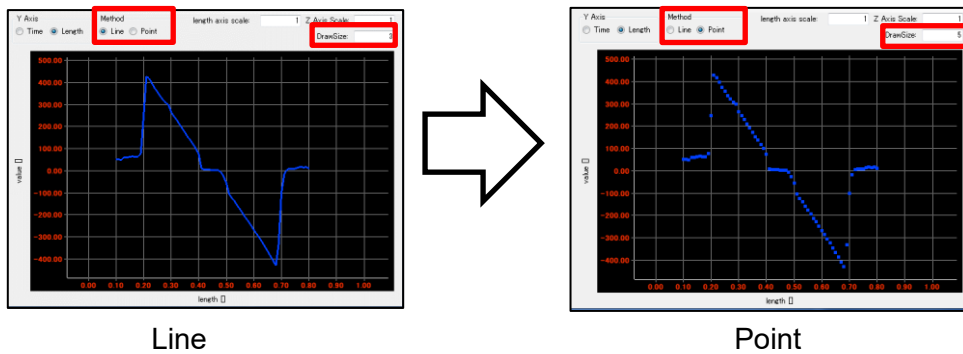 Y Axis Method length axis scale: 1 Z Axis Scale: 1
Time Length Line Point DrawSize: 3
500.00
400.00
300.00
200.00
100.00
0.00
-100.00
-200.00
-300.00
-400.00
value []
0.00 0.10 0.20 0.30 0.40 0.50 0.60 0.70 0.80 0.90 1.00
length []
Line
Y Axis Method length axis scale: 1 Z Axis Scale: 1
Time Length Line Point DrawSize: 5
500.00
400.00
300.00
200.00
100.00
0.00
-100.00
-200.00
-300.00
-400.00
value []
0.00 0.10 0.20 0.30 0.40 0.50 0.60 0.70 0.80 0.90 1.00
length []
Point